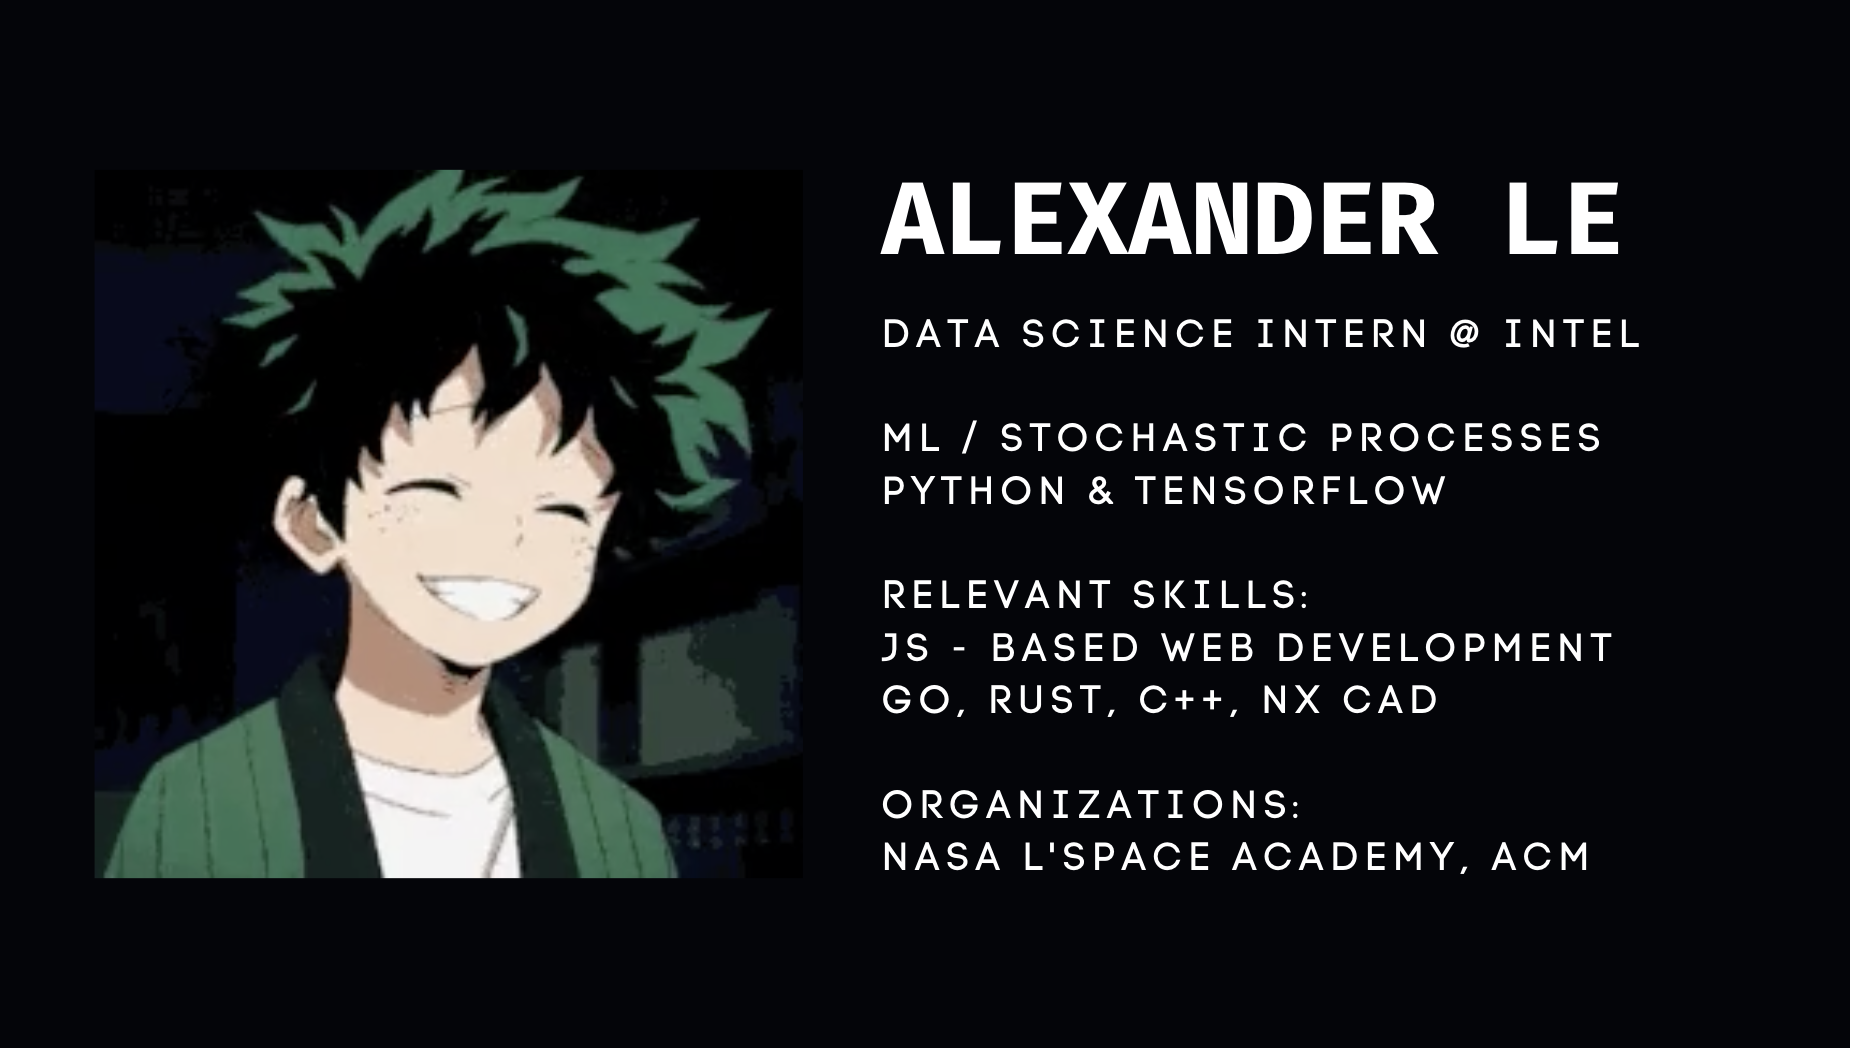 ALEXANDER LE
DATA SCIENCE INTERN @ INTEL
ML / STOCHASTIC PROCESSES
PYTHON & TENSORFLOW
RELEVANT SKILLS:
JS - BASED WEB DEVELOPMENT
GO, RUST, C++, NX CAD
ORGANIZATIONS:
NASA L'SPACE ACADEMY, ACM